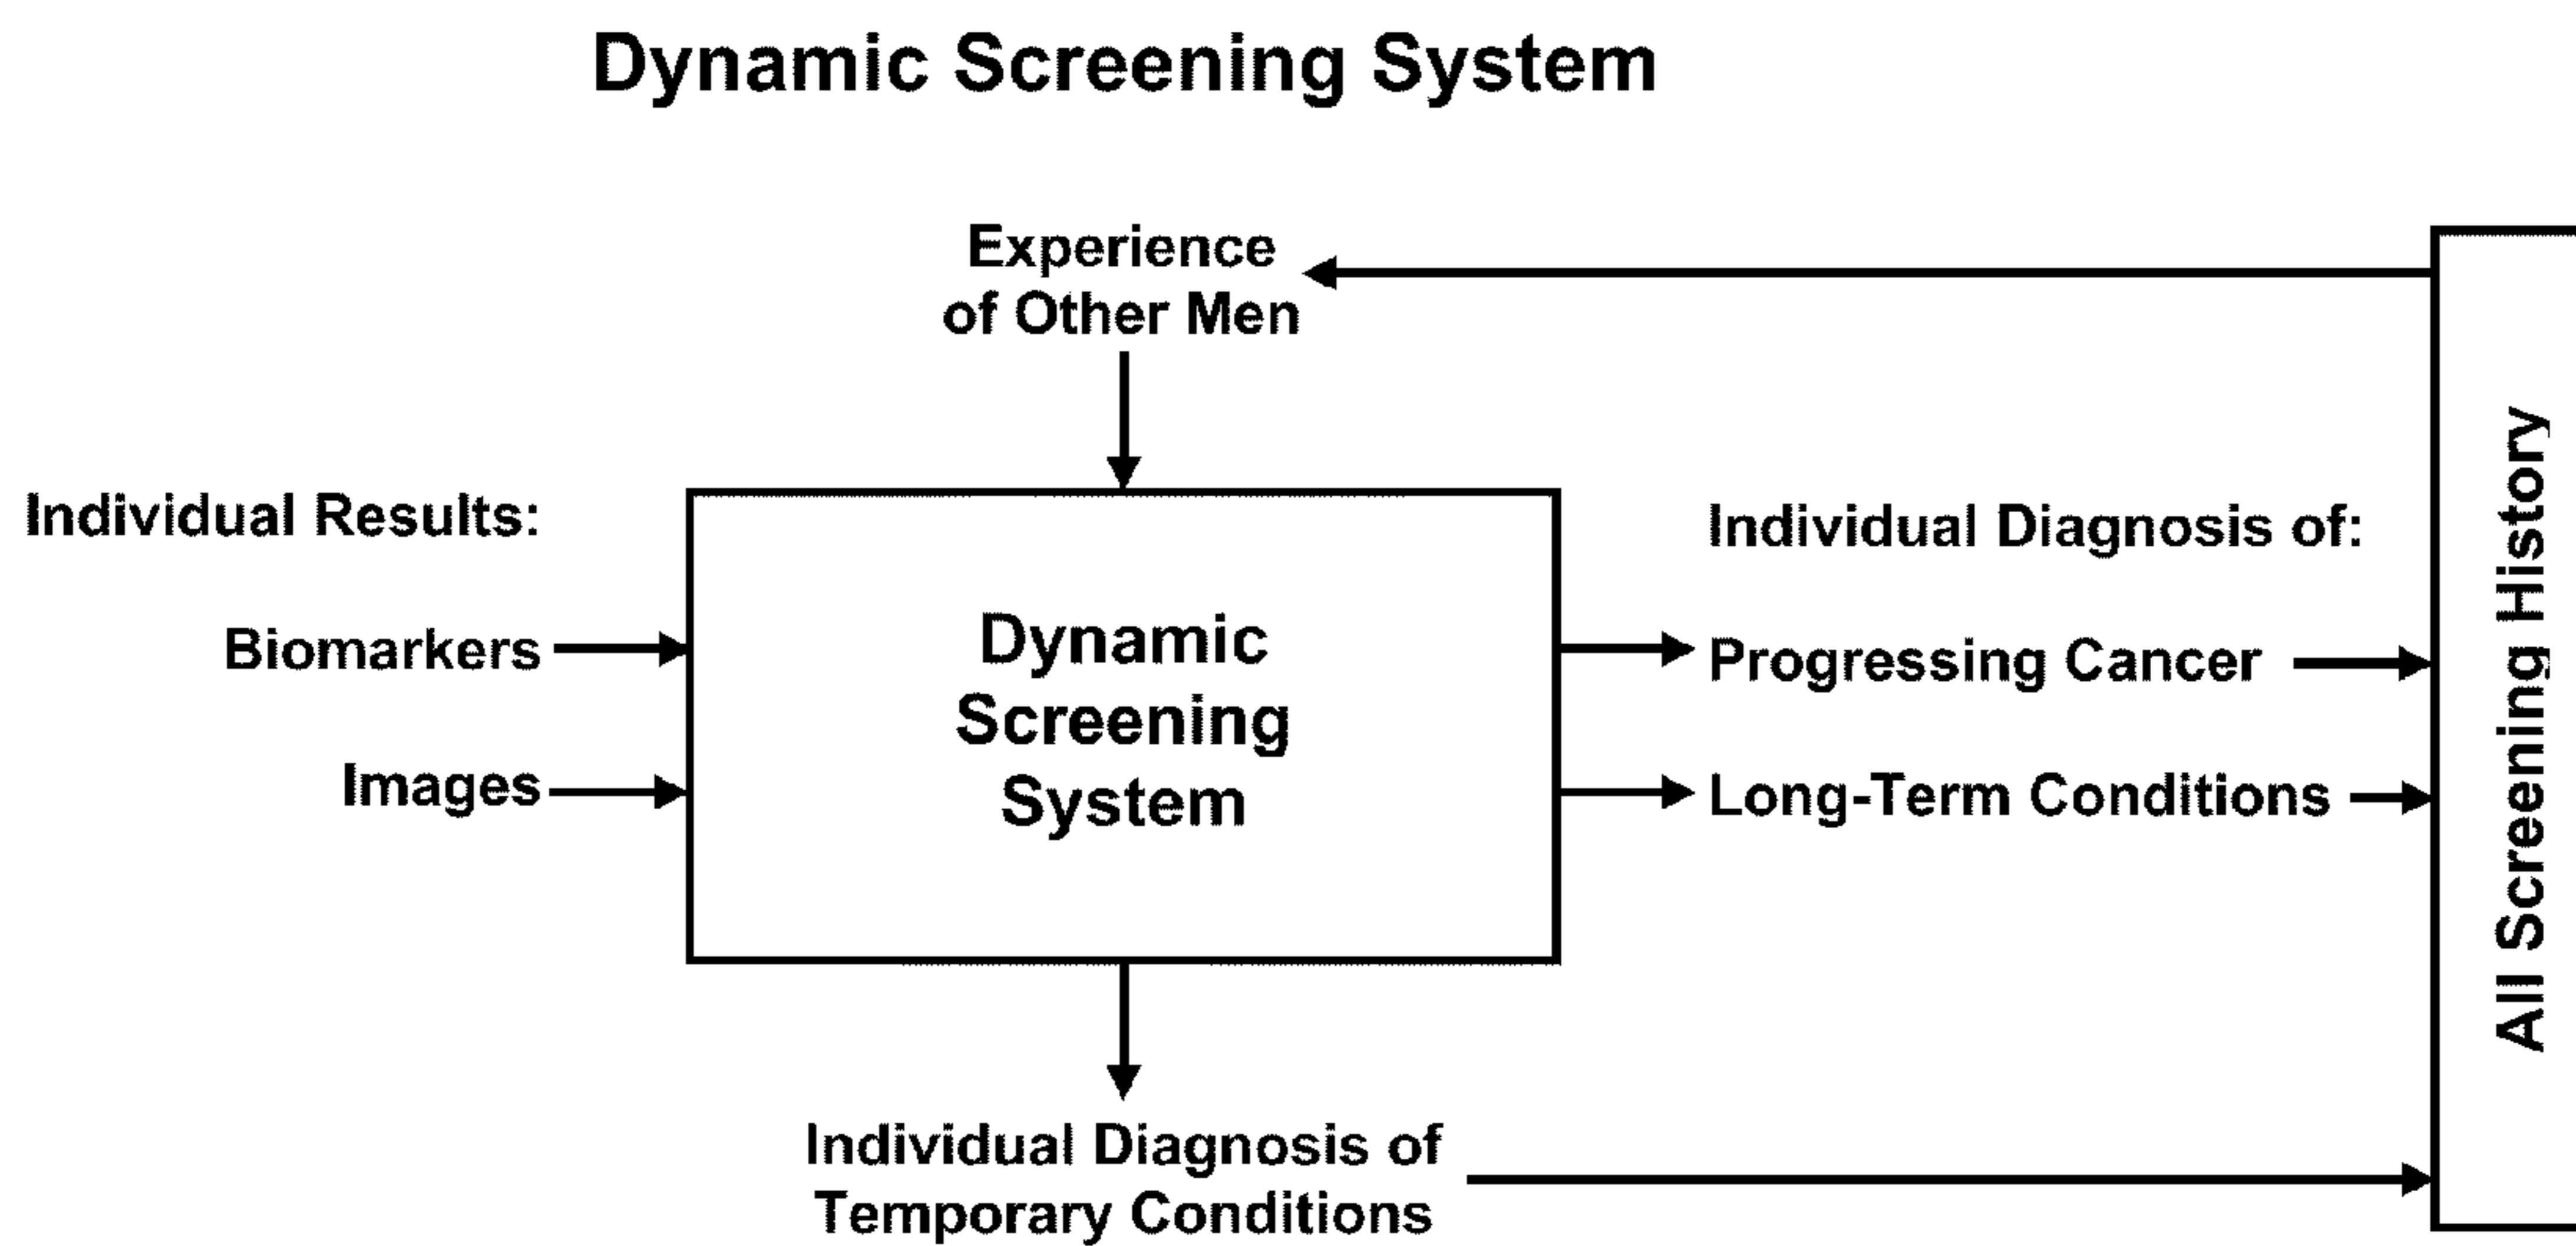 Dynamic Screening System
Experience
of Other Men
Individual Results:
Biomarkers
Images
Dynamic
Screening
System
Individual Diagnosis of:
Progressing Cancer
Long-Term Conditions
All Screening History
Individual Diagnosis of
Temporary Conditions